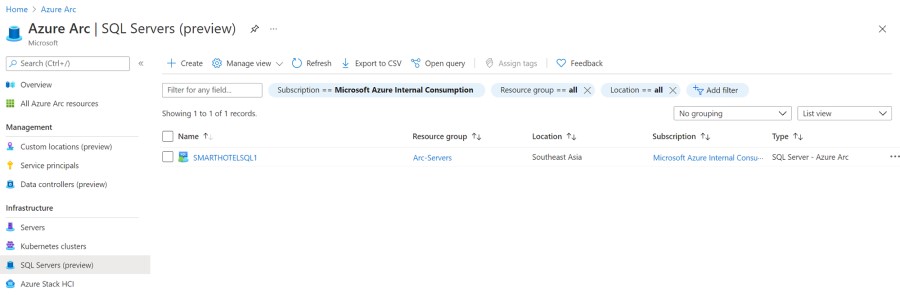 Home > Azure Arc
Azure Arc | SQL Servers (preview) ...
Microsoft
Search (Ctrl+/) «
Overview
All Azure Arc resources
Management
Custom locations (preview)
Service principals
Data controllers (preview)
Infrastructure
Servers
Kubernetes clusters
SQL Servers (preview)
Azure Stack HCI
+ Create Manage view Refresh Export to CSV Open query Assign tags Feedback
Filter for any field... Subscription == Microsoft Azure Internal Consumption Resource group == all Location == all Add filter
Showing 1 to 1 of 1 records. No grouping List view
Name ↑ Resource group ↑↓ Location ↑↓ Subscription ↑↓ Type ↑↓
SMARTHOTELSQL1 Arc-Servers Southeast Asia Microsoft Azure Internal Consu... SQL Server - Azure Arc ...